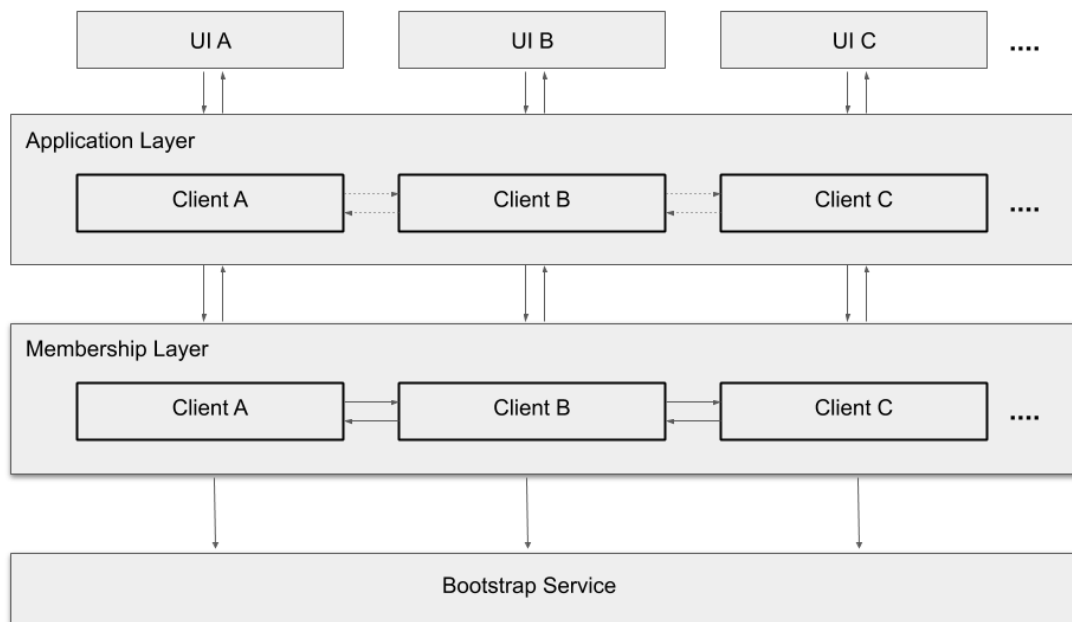 UI A UI B UI C ....
Application Layer
Client A Client B Client C ....
Membership Layer
Client A Client B Client C ....
Bootstrap Service